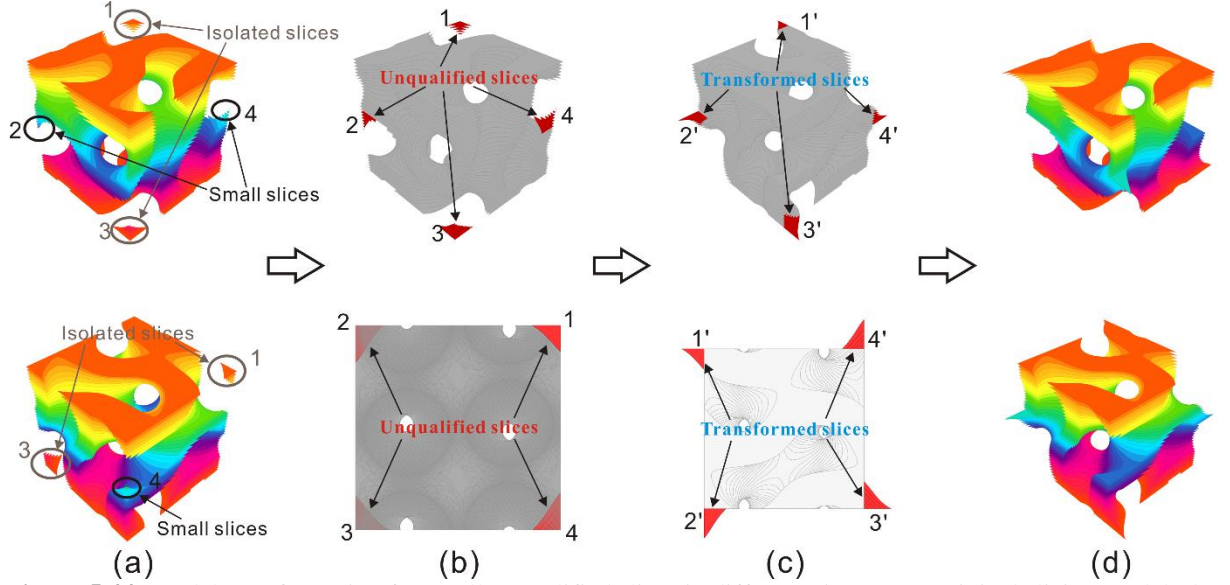 1
Isolated slices
2
4
Small slices
3
1
Unqualified slices
2
4
3
1'
Transformed slices
2'
4'
3'
Isolated slices
1
3
4
Small slices
2
1
Unqualified slices
3
4
1'
4'
Transformed slices
2'
3'
(a)
(b)
(c)
(d)